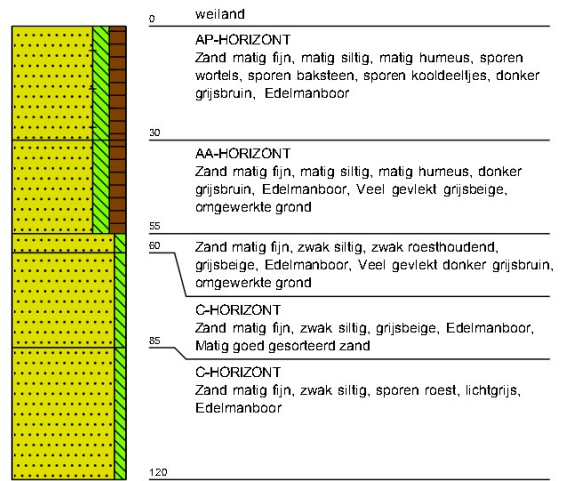 0 weiland
AP-HORIZONT
Zand matig fijn, matig siltig, matig humeus, sporen
wortels, sporen baksteen, sporen kooldeeltjes, donker
grijsbruin, Edelmanboor
30
AA-HORIZONT
Zand matig fijn, matig siltig, matig humeus, donker
grijsbruin, Edelmanboor, Veel gevlekt grijsbeige,
omgewerkte grond
55
60
Zand matig fijn, zwak siltig, zwak roesthoudend,
grijsbeige, Edelmanboor, Veel gevlekt donker grijsbruin,
omgewerkte grond
C-HORIZONT
Zand matig fijn, zwak siltig, grijsbeige, Edelmanboor,
Matig goed gesorteerd zand
85
C-HORIZONT
Zand matig fijn, zwak siltig, sporen roest, lichtgrijs,
Edelmanboor
120